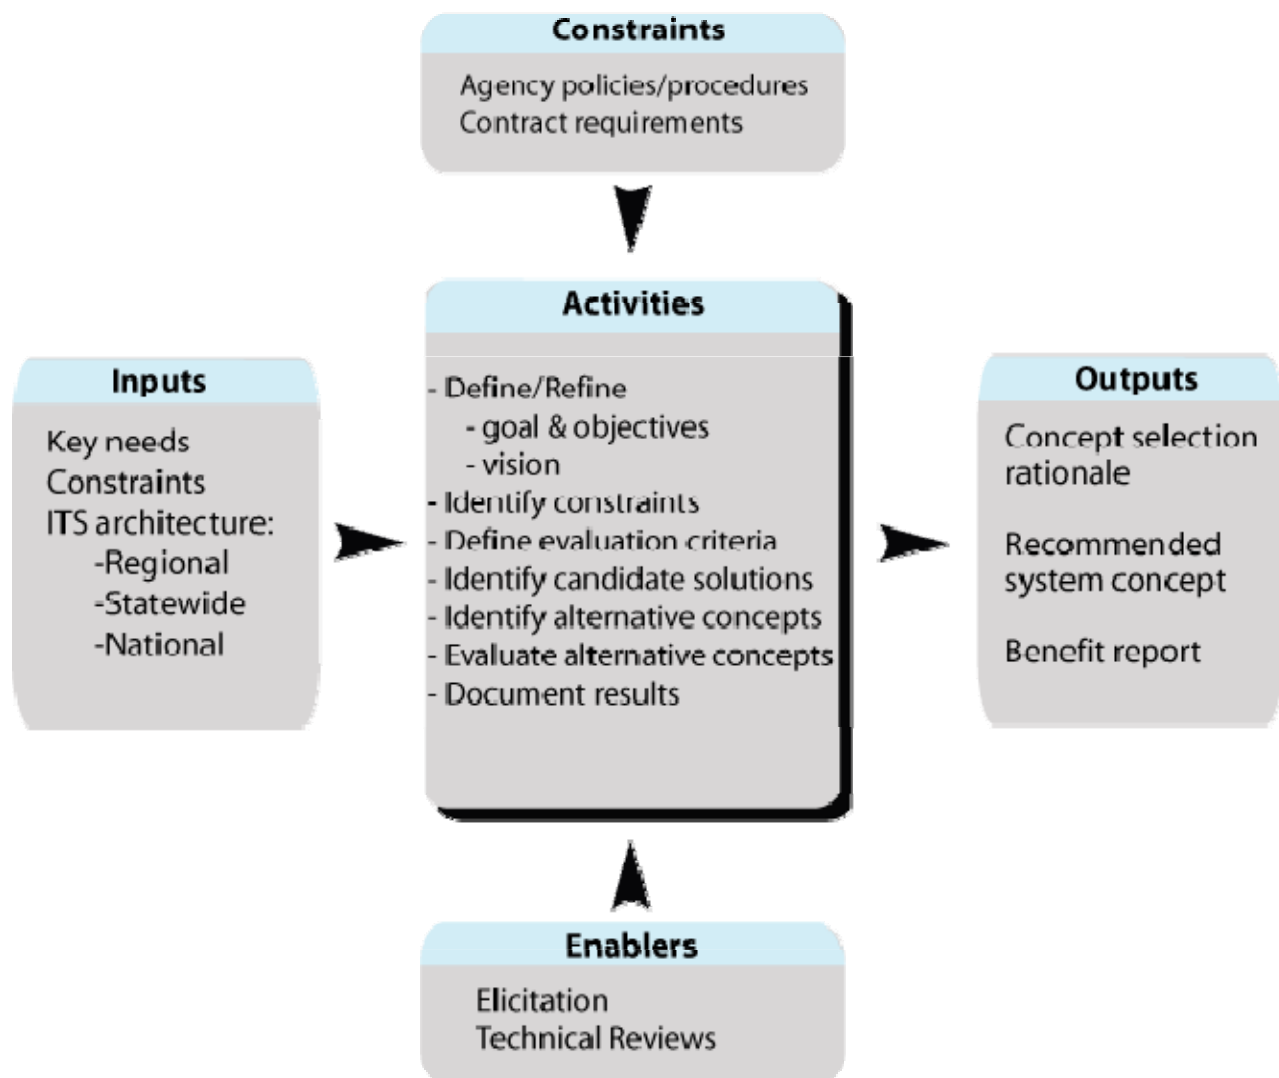 Constraints
Agency policies/procedures
Contract requirements
Activities
- Define/Refine
- goal & objectives
- vision
- Identify constraints
- Define evaluation criteria
- Identify candidate solutions
- Identify alternative concepts
- Evaluate alternative concepts
- Document results
Inputs
Key needs
Constraints
ITS architecture:
-Regional
-Statewide
-National
Outputs
Concept selection
rationale
Recommended
system concept
Benefit report
Enablers
Elicitation
Technical Reviews